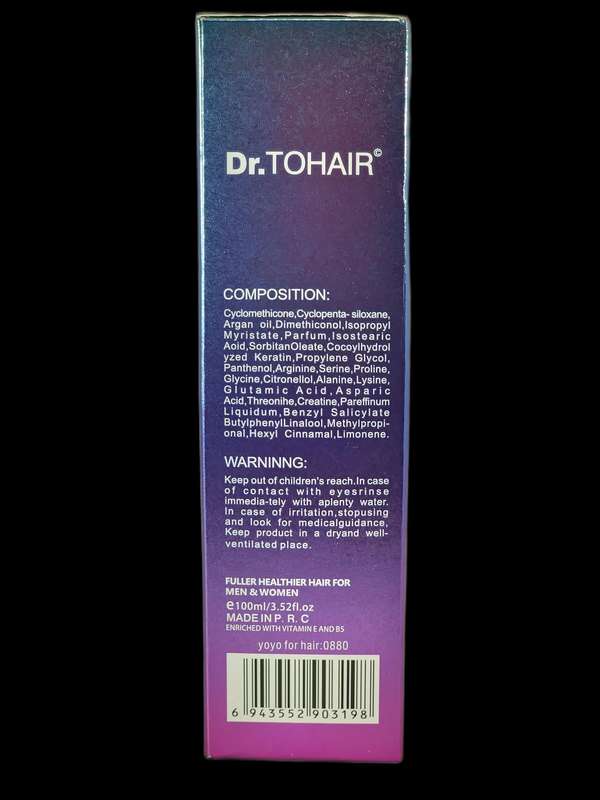 Dr.TOHAIR©
COMPOSITION:
Cyclomethicone,Cyclopenta- siloxane,
Argan oil,Dimethiconol,Isopropyl
Myristate,Parfum,Isostearic
Aoid,SorbitanOleate,Cocoylhydrol
yzed Keratin,Propylene Glycol,
Panthenol,Arginine,Serine,Proline,
Glycine,Citronellol,Alanine,Lysine,
Glutamic Acid,Asparic
Acid,Threonihe,Creatine,Pareffinum
Liquidum,Benzyl Salicylate
ButylphenylLinalool,Methylpropi-
onal,Hexyl Cinnamal,Limonene.
WARNINNG:
Keep out of children's reach.In case
of contact with eyesrinse
immedia-tely with aplenty water.
In case of irritation,stopusing
and look for medicalguidance,
Keep product in a dryand well-
ventilated place.
FULLER HEALTHIER HAIR FOR
MEN & WOMEN
e100ml/3.52fl.oz
MADE IN P. R. C
ENRICHED WITH VITAMIN E AND B5
yoyo for hair:0880
6 943552 903198